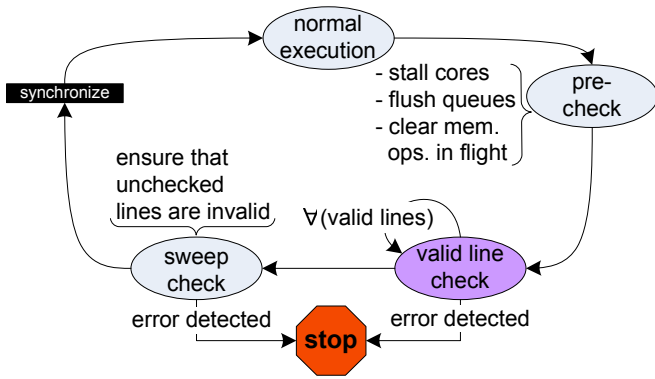 normal
execution
synchronize
- stall cores
- flush queues
- clear mem.
ops. in flight
pre-
check
ensure that
unchecked
lines are invalid
∀(valid lines)
sweep
check
valid line
check
error detected
stop
error detected